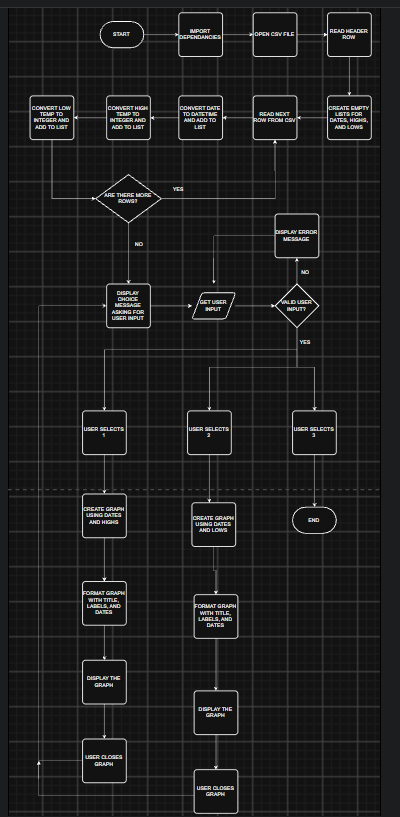 START
IMPORT
DEPENDANCIES
OPEN CSV FILE
READ HEADER
ROW
CONVERT LOW
TEMP TO
INTEGER AND
ADD TO LIST
CONVERT HIGH
TEMP TO
INTEGER AND
ADD TO LIST
CONVERT DATE
TO DATETIME
AND ADD TO
LIST
READ NEXT
ROW FROM CSV
CREATE EMPTY
LISTS FOR
DATES, HIGHS,
AND LOWS
ARE THERE MORE
ROWS?
YES
NO
DISPLAY ERROR
MESSAGE
NO
DISPLAY
CHOICE
MESSAGE
ASKING FOR
USER INPUT
GET USER
INPUT
VALID USER
INPUT?
YES
USER SELECTS
1
USER SELECTS
2
USER SELECTS
3
CREATE GRAPH
USING DATES
AND HIGHS
CREATE GRAPH
USING DATES
AND LOWS
END
FORMAT GRAPH
WITH TITLE,
LABELS, AND
DATES
FORMAT GRAPH
WITH TITLE,
LABELS, AND
DATES
DISPLAY THE
GRAPH
DISPLAY THE
GRAPH
USER CLOSES
GRAPH
USER CLOSES
GRAPH